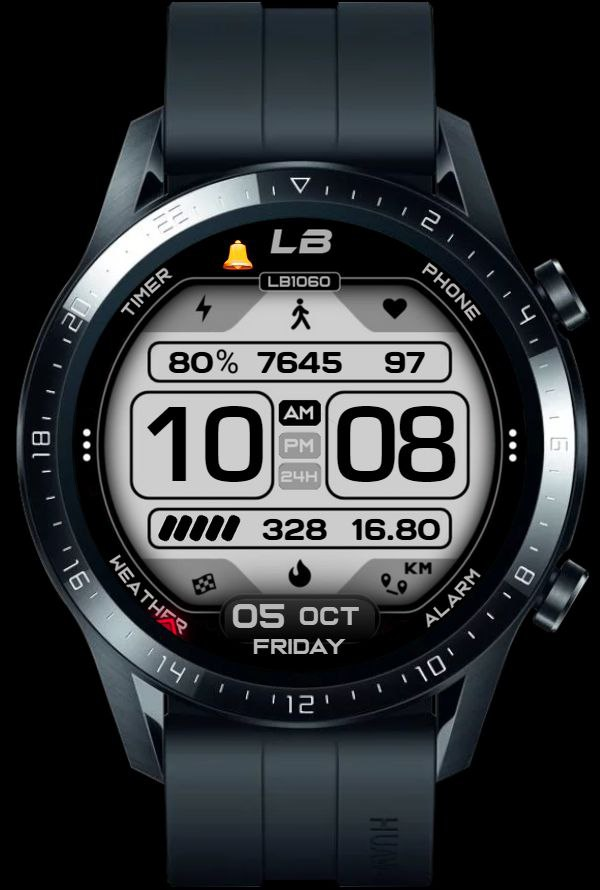 22
2
20
4
18
6
16
8
14
10
12
LB
TIMER
PHONE
LB1060
80% 7645 97
10
AM
PM
24H
08
328 16.80
KM
WEATHER
ALARM
05 OCT
FRIDAY